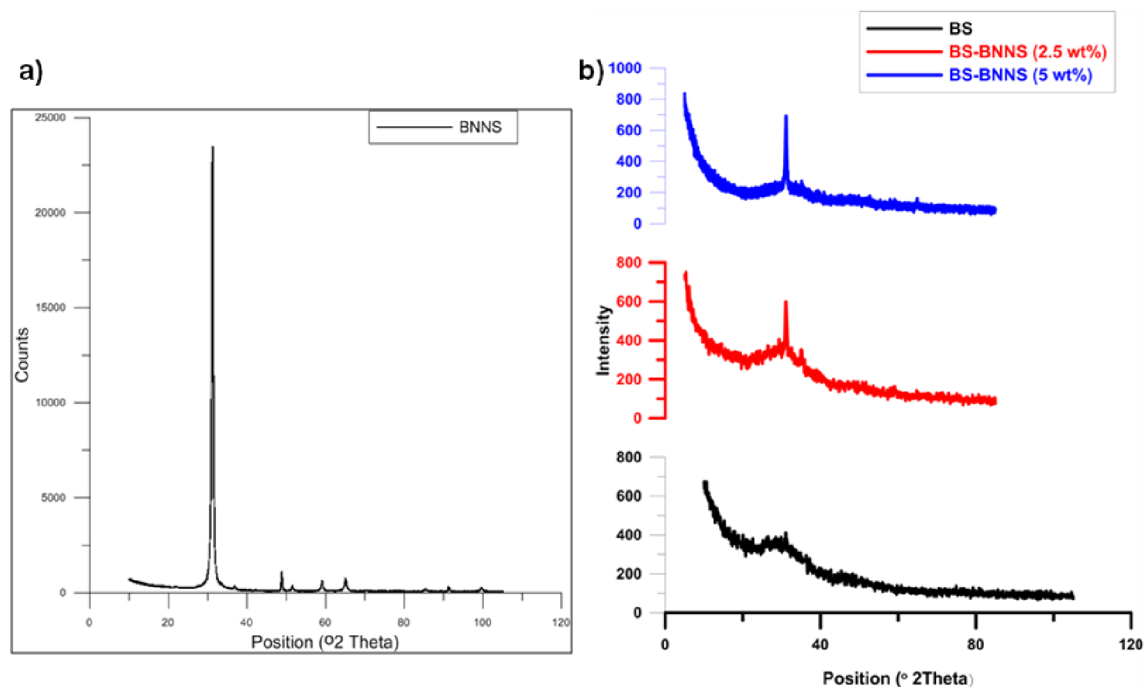 a)
BNNS
25000
20000
15000
10000
5000
0
Counts
0 20 40 60 80 100 120
Position (º2 Theta)
b)
BS
BS-BNNS (2.5 wt%)
BS-BNNS (5 wt%)
1000
800
600
400
200
0
800
600
400
200
0
Intensity
800
600
400
200
0
0 40 80 120
Position (° 2Theta)